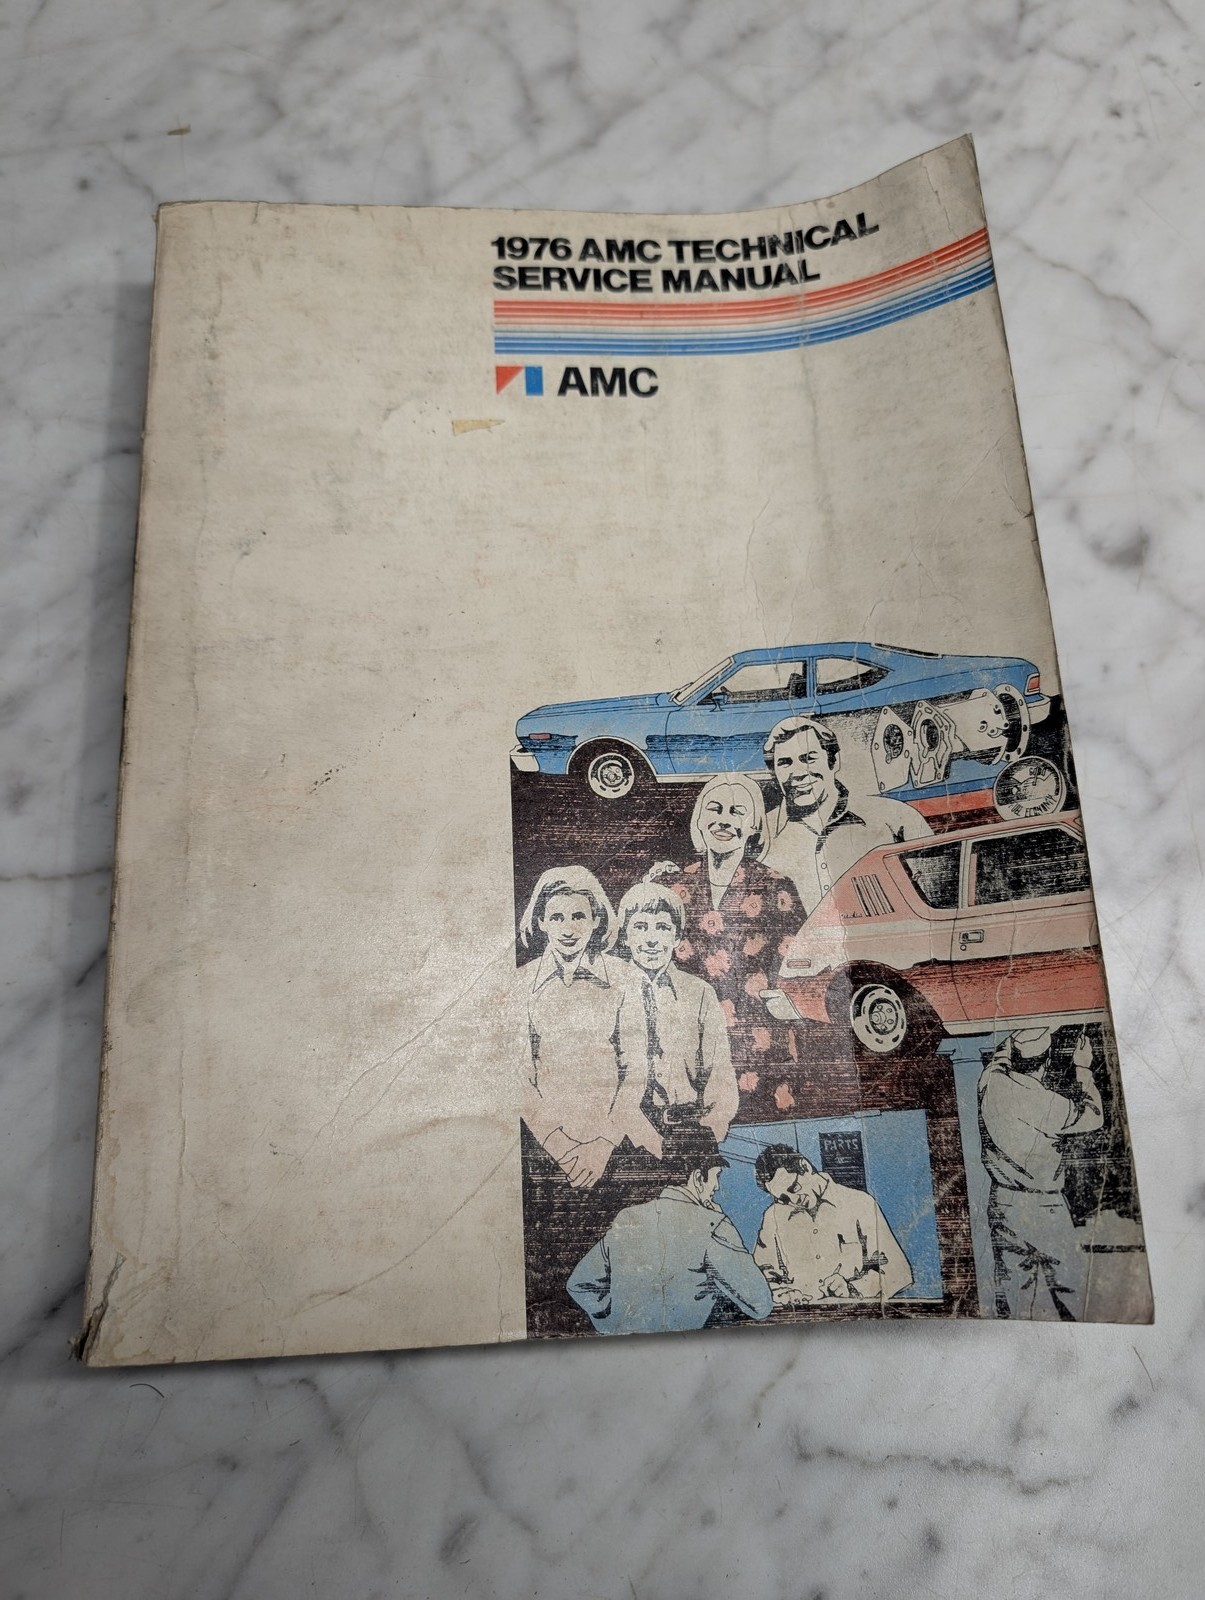 1976 AMC TECHNICAL
SERVICE MANUAL
AMC
PARTS